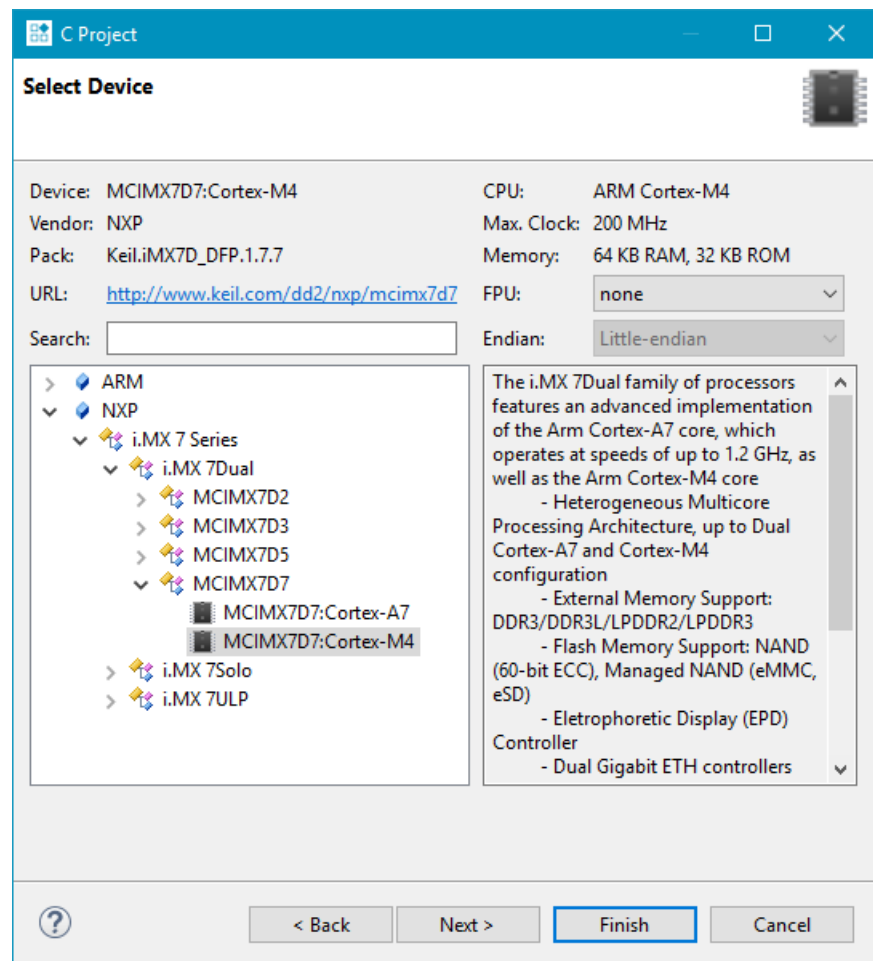 C Project
Select Device
Device: MCIMX7D7:Cortex-M4
Vendor: NXP
Pack: Keil.iMX7D_DFP.1.7.7
URL: http://www.keil.com/dd2/nxp/mcimx7d7
Search:
CPU: ARM Cortex-M4
Max. Clock: 200 MHz
Memory: 64 KB RAM, 32 KB ROM
FPU: none
Endian: Little-endian
ARM
NXP
i.MX 7 Series
i.MX 7Dual
MCIMX7D2
MCIMX7D3
MCIMX7D5
MCIMX7D7
MCIMX7D7:Cortex-A7
MCIMX7D7:Cortex-M4
i.MX 7Solo
i.MX 7ULP
The i.MX 7Dual family of processors
features an advanced implementation
of the Arm Cortex-A7 core, which
operates at speeds of up to 1.2 GHz, as
well as the Arm Cortex-M4 core
- Heterogeneous Multicore
Processing Architecture, up to Dual
Cortex-A7 and Cortex-M4
configuration
- External Memory Support:
DDR3/DDR3L/LPDDR2/LPDDR3
- Flash Memory Support: NAND
(60-bit ECC), Managed NAND (eMMC,
eSD)
- Eletrophoretic Display (EPD)
Controller
- Dual Gigabit ETH controllers
?
< Back
Next >
Finish
Cancel